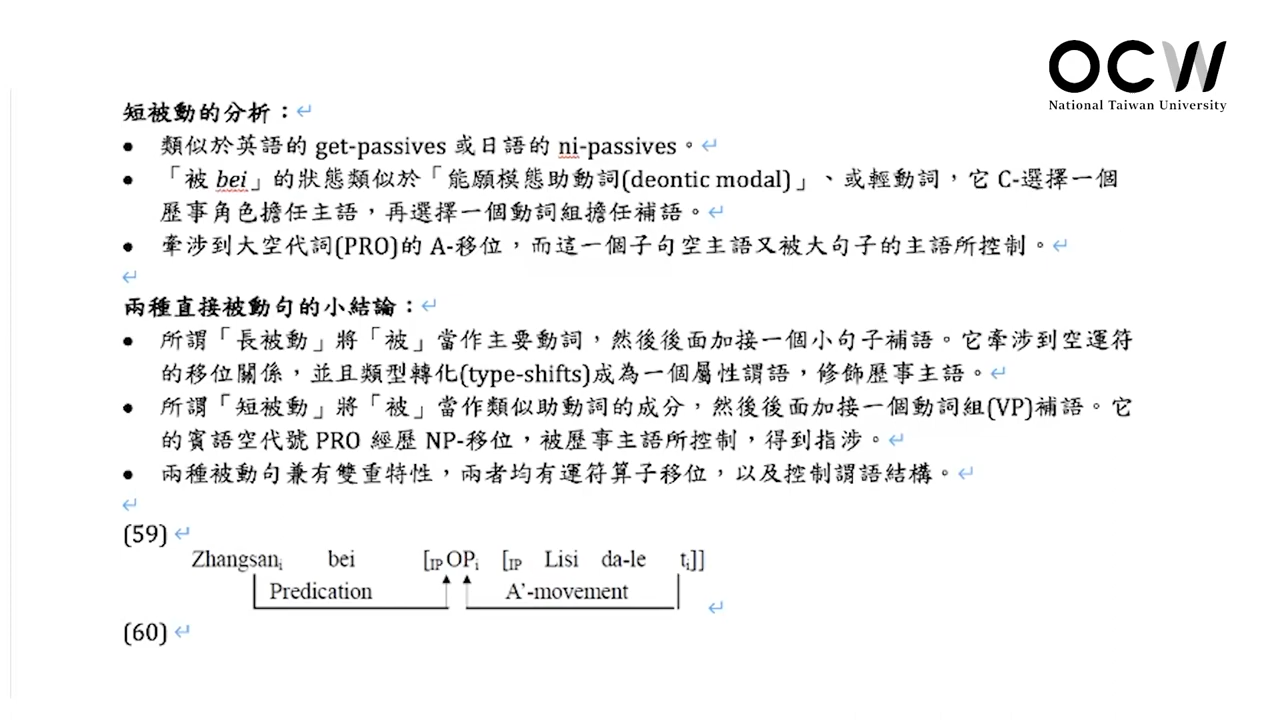 OCW
National Taiwan University
短被動的分析：
• 類似於英語的 get-passives 或日語的 ni-passives。
• 「被 bei」的狀態類似於「能願模態助動詞(deontic modal)」、或輕動詞，它 C-選擇一個
歷事角色擔任主語，再選擇一個動詞組擔任補語。
• 牽涉到大空代詞(PRO)的 A-移位，而這一個子句空主語又被大句子的主語所控制。
兩種直接被動句的小結論：
• 所謂「長被動」將「被」當作主要動詞，然後後面加接一個小句子補語。它牽涉到空運符
的移位關係，並且類型轉化(type-shifts)成為一個屬性謂語，修飾歷事主語。
• 所謂「短被動」將「被」當作類似助動詞的成分，然後後面加接一個動詞組(VP)補語。它
的賓語空代號 PRO 經歷 NP-移位，被歷事主語所控制，得到指涉。
• 兩種被動句兼有雙重特性，兩者均有運符算子移位，以及控制謂語結構。
(59)
Zhangsani bei [IP OPi [IP Lisi da-le ti]]
Predication A'-movement
(60)